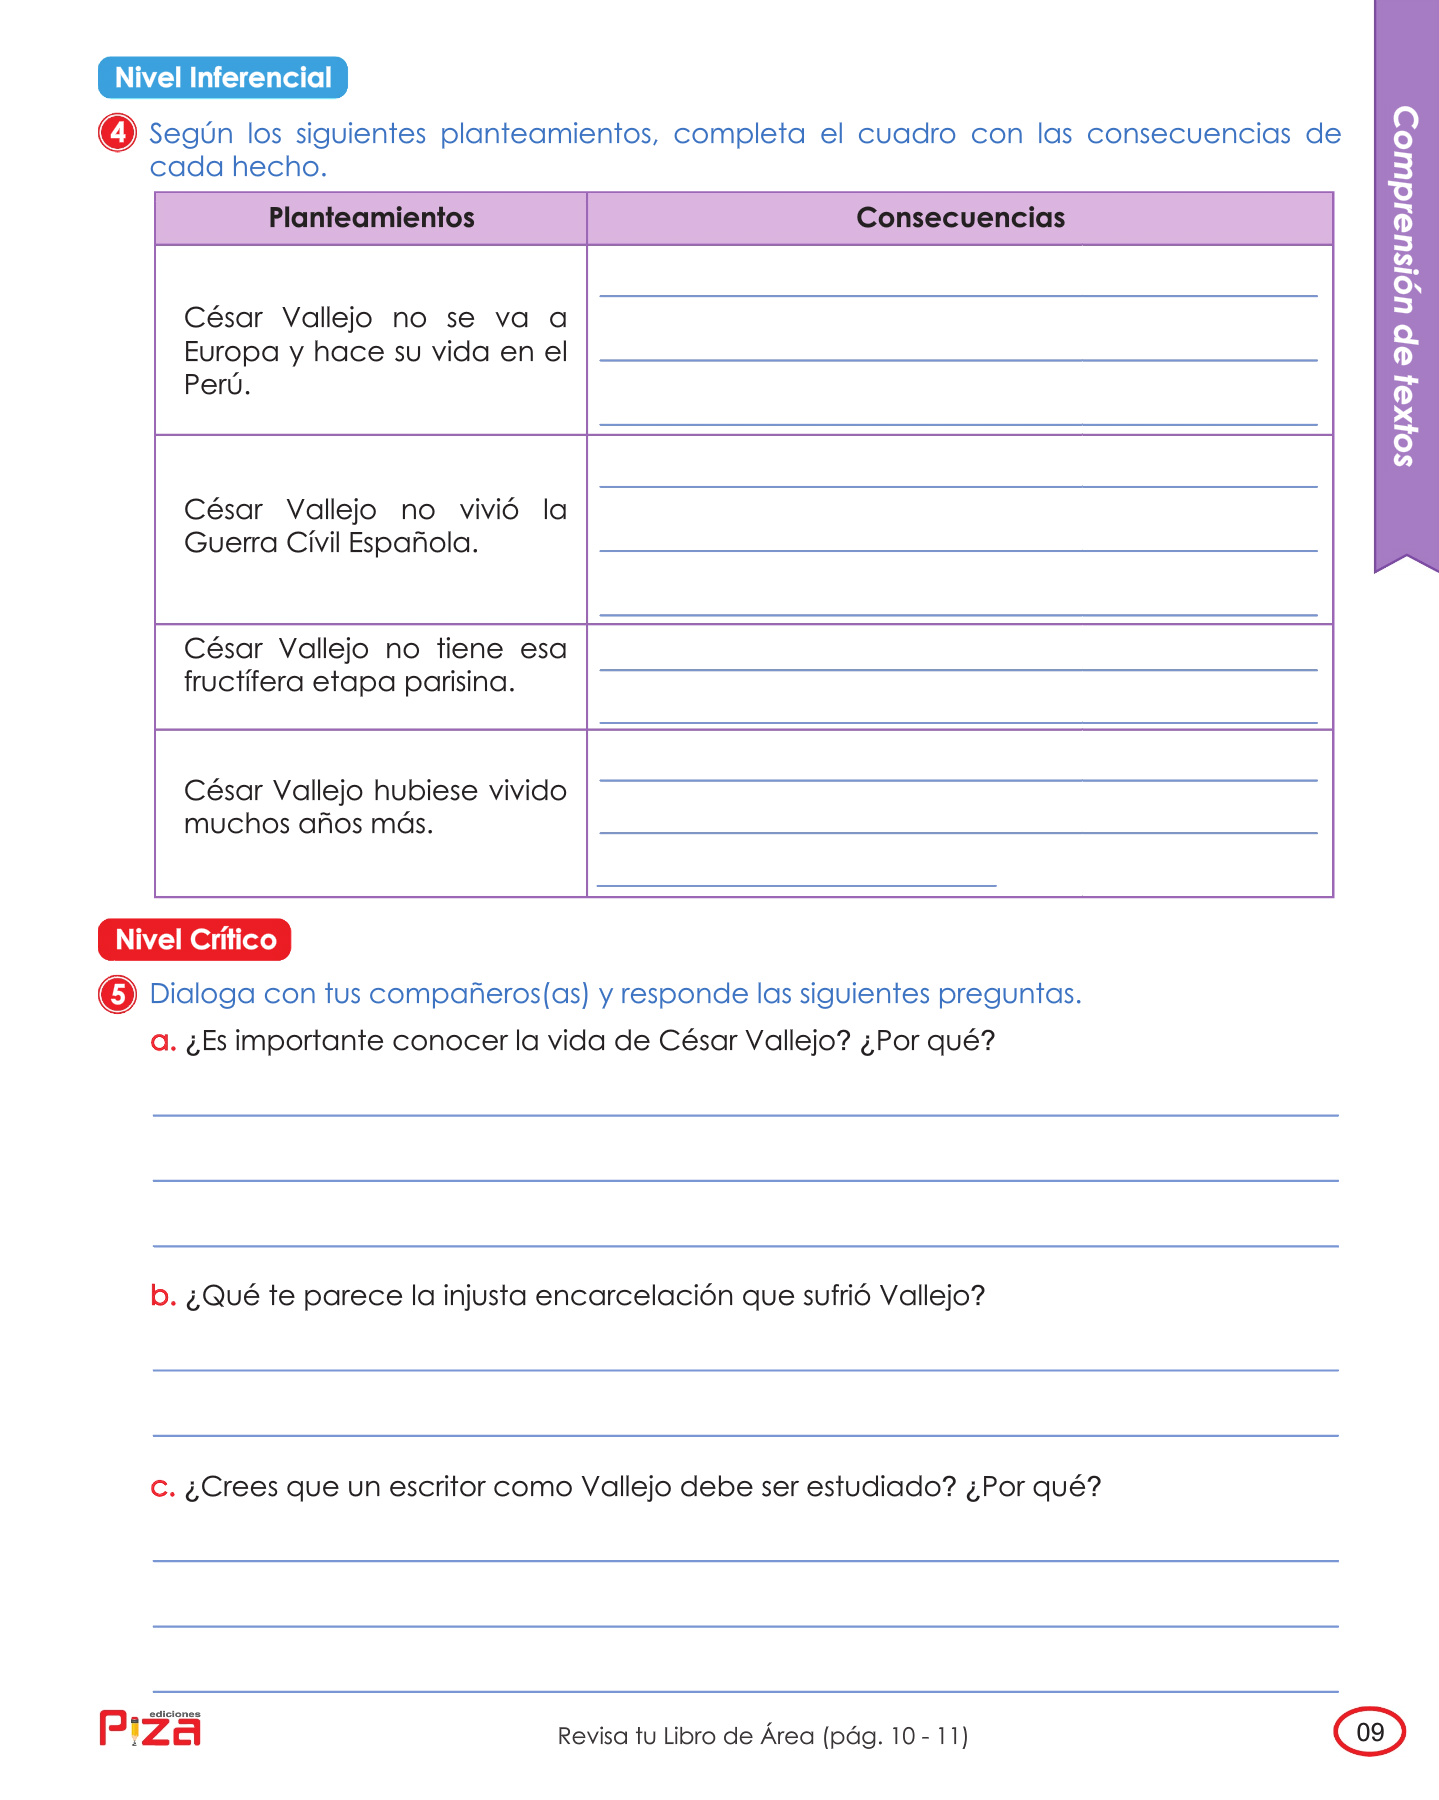 Nivel Inferencial
4 Según los siguientes planteamientos, completa el cuadro con las consecuencias de
cada hecho.
Planteamientos Consecuencias
César Vallejo no se va a
Europa y hace su vida en el
Perú.
César Vallejo no vivió la
Guerra Cívil Española.
César Vallejo no tiene esa
fructífera etapa parisina.
César Vallejo hubiese vivido
muchos años más.
Nivel Crítico
5 Dialoga con tus compañeros(as) y responde las siguientes preguntas.
a. ¿Es importante conocer la vida de César Vallejo? ¿Por qué?
b. ¿Qué te parece la injusta encarcelación que sufrió Vallejo?
c. ¿Crees que un escritor como Vallejo debe ser estudiado? ¿Por qué?
Comprensión de textos
ediciones
Piza
Revisa tu Libro de Área (pág. 10 - 11)
09